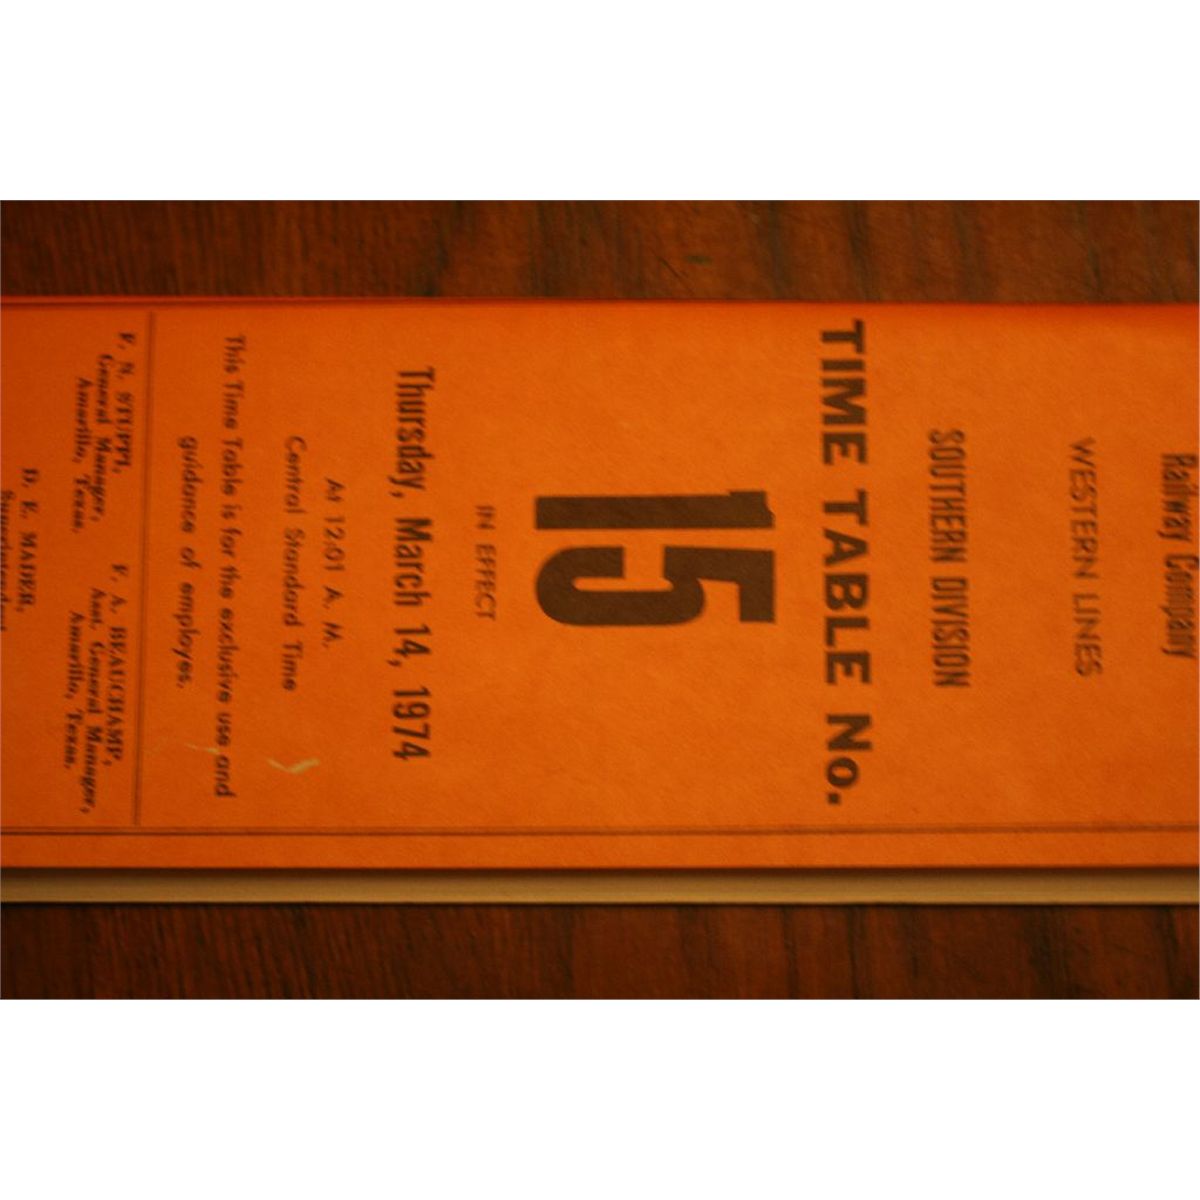 Railway Company
WESTERN LINES
SOUTHERN DIVISION
TIME TABLE No.
15
IN EFFECT
Thursday, March 14, 1974
At 12:01 A. M.
Central Standard Time
This Time Table is for the exclusive use and
guidance of employes.
F. N. STUPPI,
General Manager,
Amarillo, Texas.
F. A. BEAUCHAMP,
Asst. General Manager,
Amarillo, Texas.
D. E. MADER,